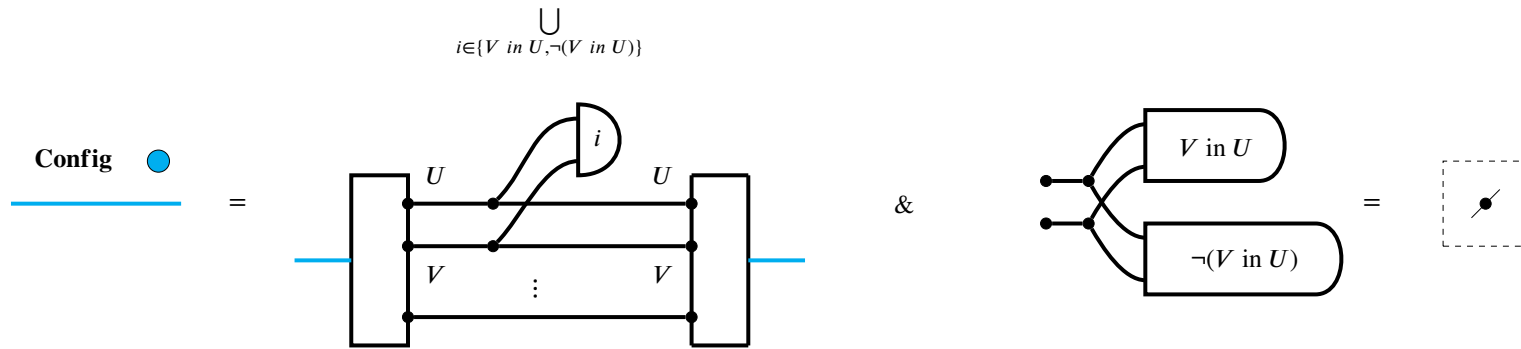 ⋃
i∈{V in U,¬(V in U)}
Config
=
i
U
U
V
V
⋮
&
V in U
¬(V in U)
=